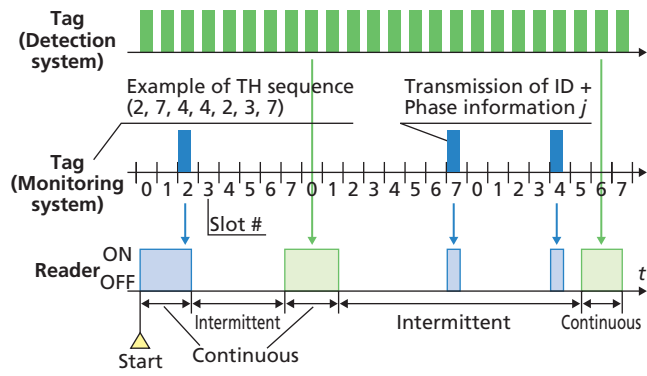 Tag
(Detection
system)
Example of TH sequence
(2, 7, 4, 4, 2, 3, 7)
Transmission of ID +
Phase information j
Tag
(Monitoring
system)
0 1 2 3 4 5 6 7 0 1 2 3 4 5 6 7 0 1 2 3 4 5 6 7
Slot #
Reader
ON
OFF
t
Intermittent
Intermittent
Continuous
Continuous
Start